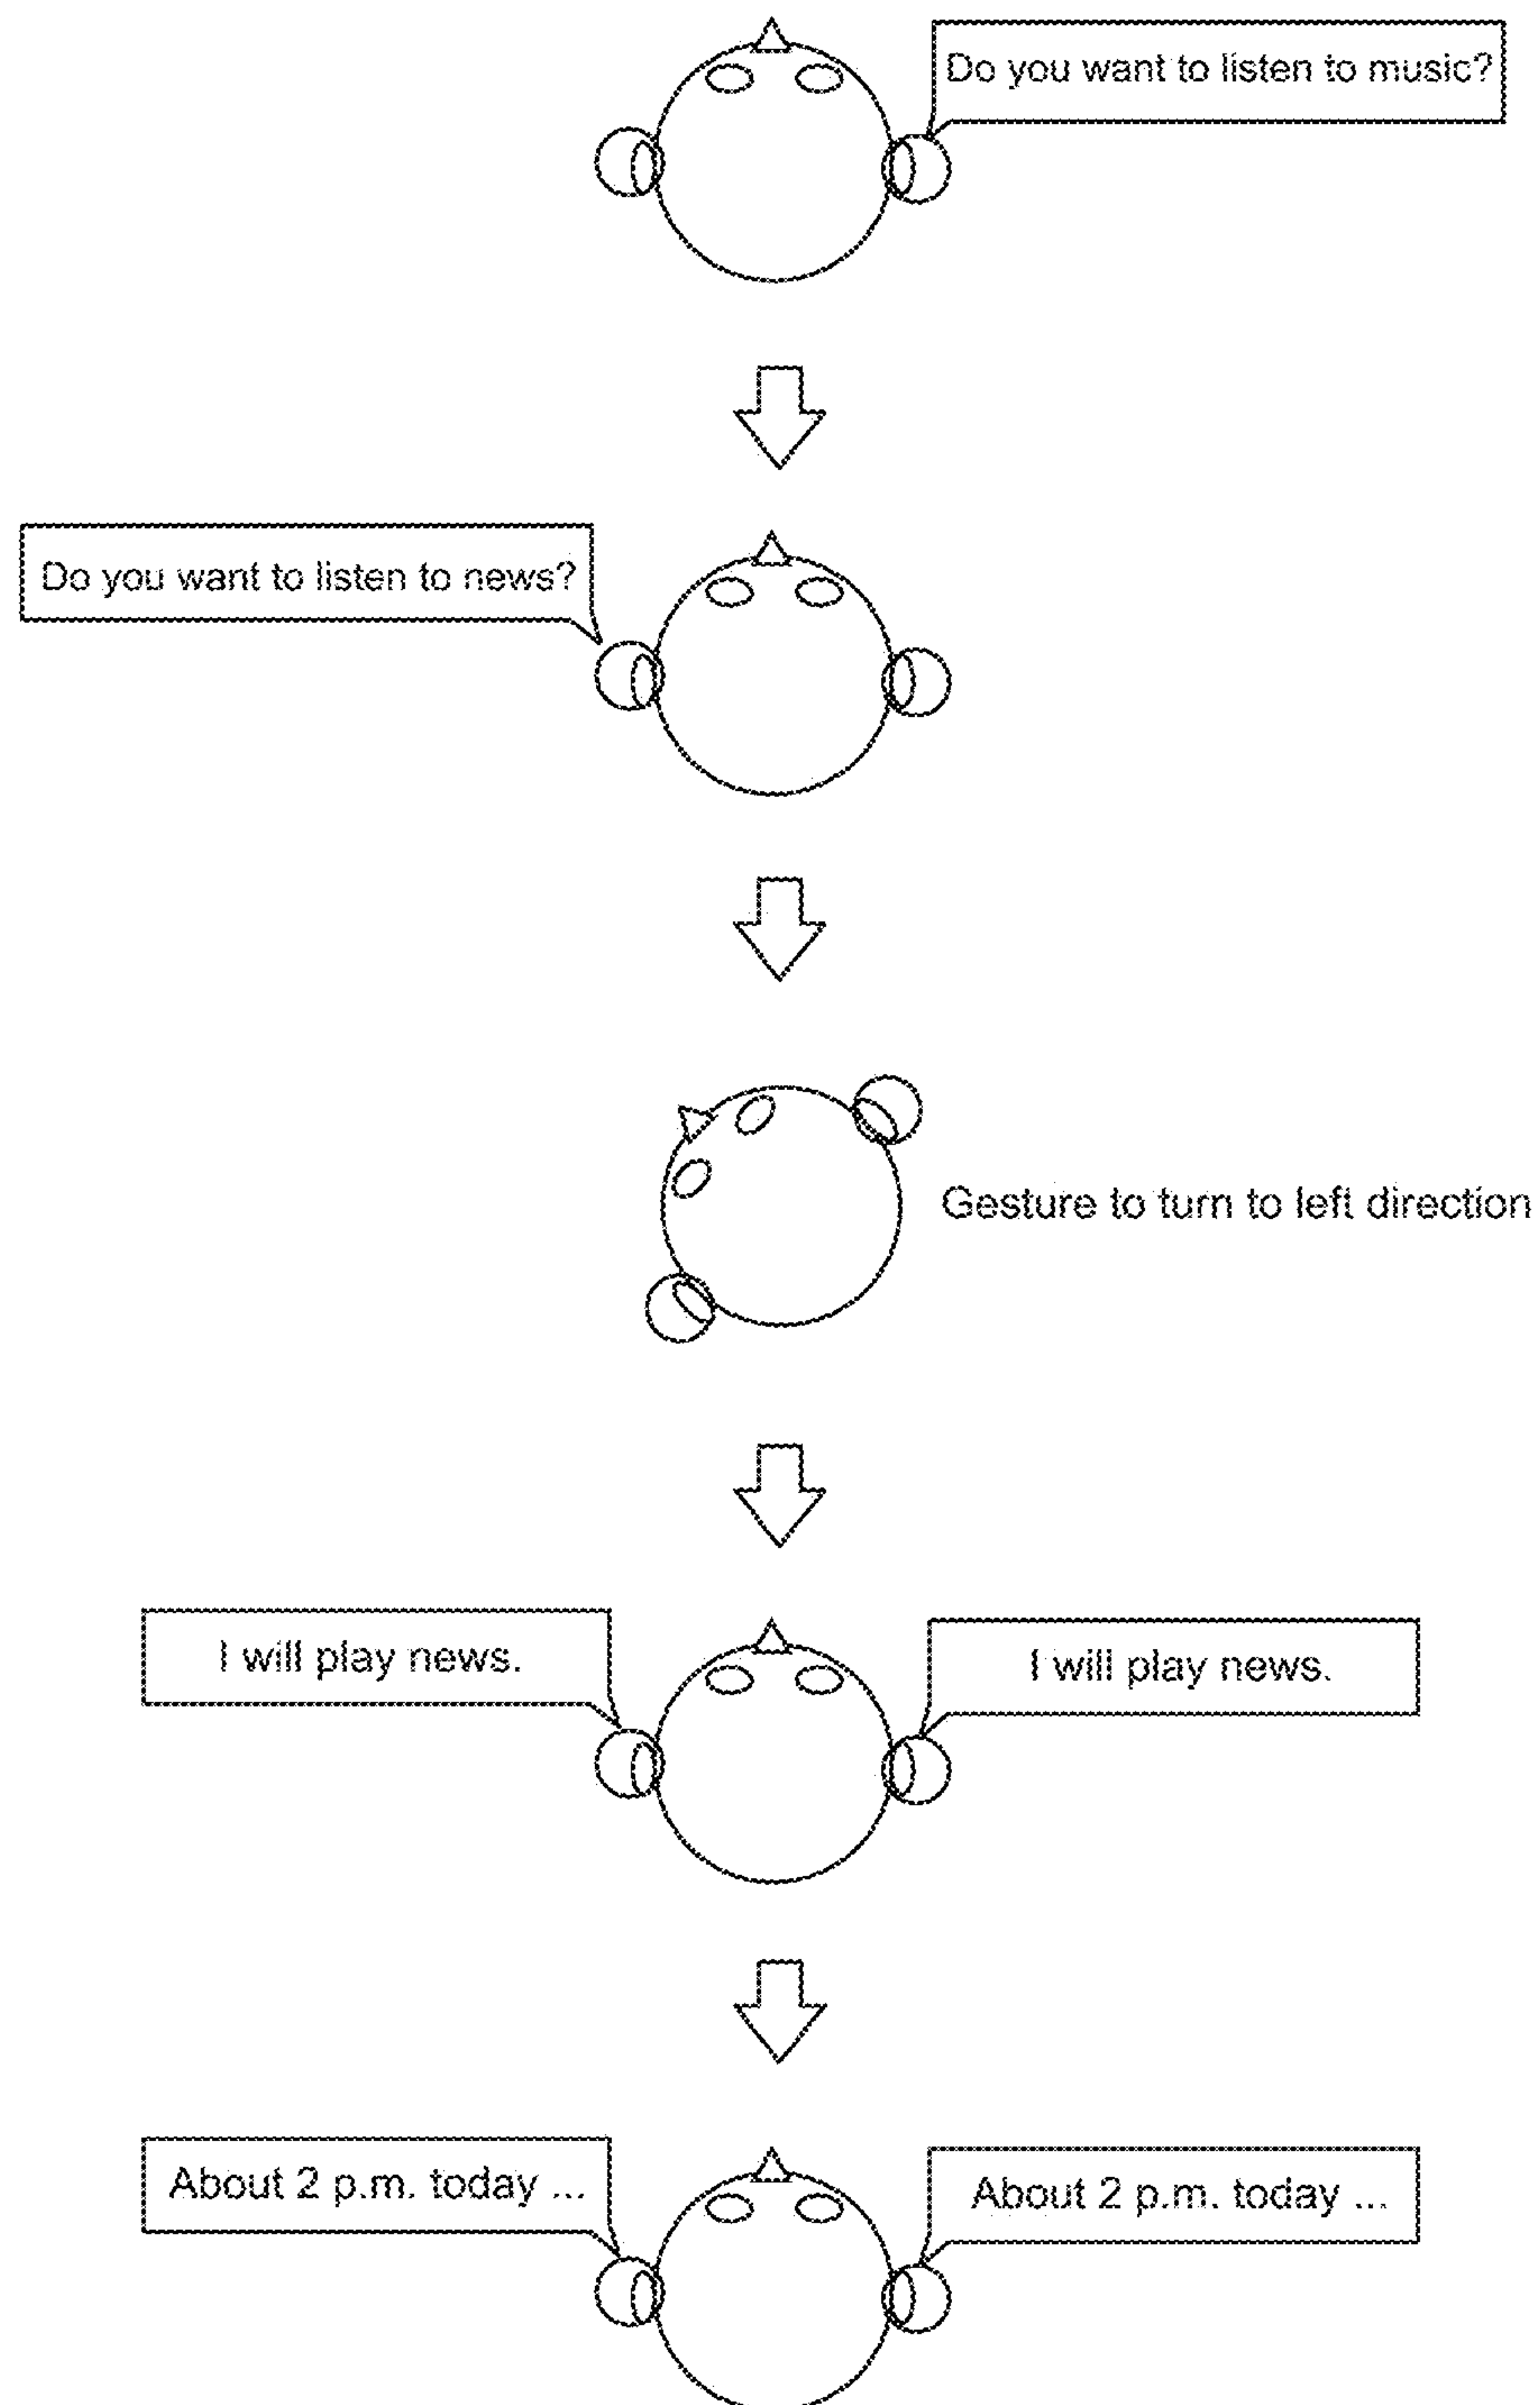 Do you want to listen to music?
Do you want to listen to news?
Gesture to turn to left direction
I will play news.
I will play news.
About 2 p.m. today ...
About 2 p.m. today ...